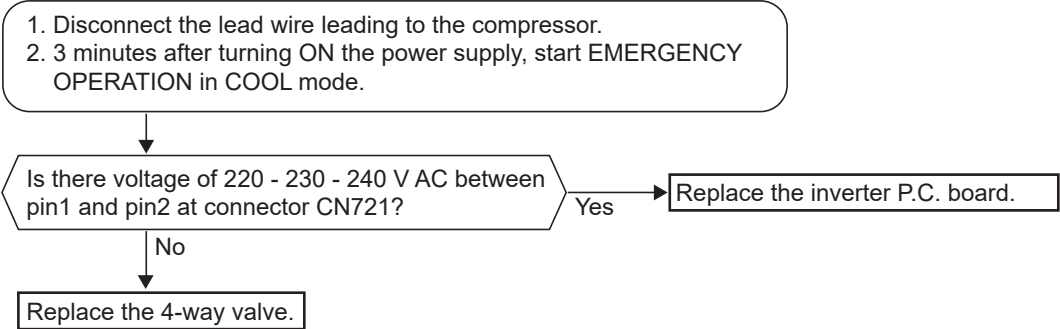 1. Disconnect the lead wire leading to the compressor.
2. 3 minutes after turning ON the power supply, start EMERGENCY
OPERATION in COOL mode.
Is there voltage of 220 - 230 - 240 V AC between
pin1 and pin2 at connector CN721?
Yes
Replace the inverter P.C. board.
No
Replace the 4-way valve.